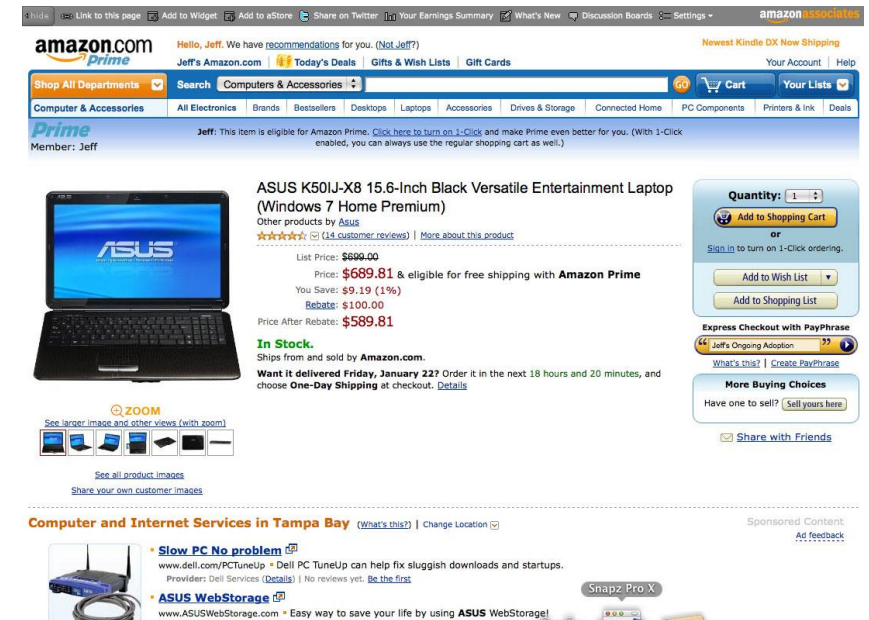 hide Link to this page Add to Widget Add to aStore Share on Twitter Your Earnings Summary What's New Discussion Boards Settings amazonassociates
amazon.com
Prime
Hello, Jeff. We have recommendations for you. (Not Jeff?)
Newest Kindle DX Now Shipping
Jeff's Amazon.com Today's Deals Gifts & Wish Lists Gift Cards
Your Account Help
Shop All Departments Search Computers & Accessories GO Cart Your Lists
Computer & Accessories All Electronics Brands Bestsellers Desktops Laptops Accessories Drives & Storage Connected Home PC Components Printers & Ink Deals
Prime
Member: Jeff
Jeff: This item is eligible for Amazon Prime. Click here to turn on 1-Click and make Prime even better for you. (With 1-Click
enabled, you can always use the regular shopping cart as well.)
ASUS K50IJ-X8 15.6-Inch Black Versatile Entertainment Laptop
(Windows 7 Home Premium)
Other products by Asus
(14 customer reviews) | More about this product
List Price: $699.00
Price: $689.81 & eligible for free shipping with Amazon Prime
You Save: $9.19 (1%)
Rebate: $100.00
Price After Rebate: $589.81
In Stock.
Ships from and sold by Amazon.com.
Want it delivered Friday, January 22? Order it in the next 18 hours and 20 minutes, and
choose One-Day Shipping at checkout. Details
ASUS
ZOOM
See larger image and other views (with zoom)
See all product images
Share your own customer images
Quantity: 1
Add to Shopping Cart
or
Sign in to turn on 1-Click ordering.
Add to Wish List
Add to Shopping List
Express Checkout with PayPhrase
Jeff's Ongoing Adoption
What's this? | Create PayPhrase
More Buying Choices
Have one to sell? Sell yours here
Share with Friends
Computer and Internet Services in Tampa Bay (What's this?) | Change Location
Sponsored Content
Ad feedback
Slow PC No problem
www.dell.com/PCTuneUp Dell PC TuneUp can help fix sluggish downloads and startups.
Provider: Dell Services (Details) | No reviews yet. Be the first
ASUS WebStorage
www.ASUSWebStorage.com Easy way to save your life by using ASUS WebStorage!
Snapz Pro X